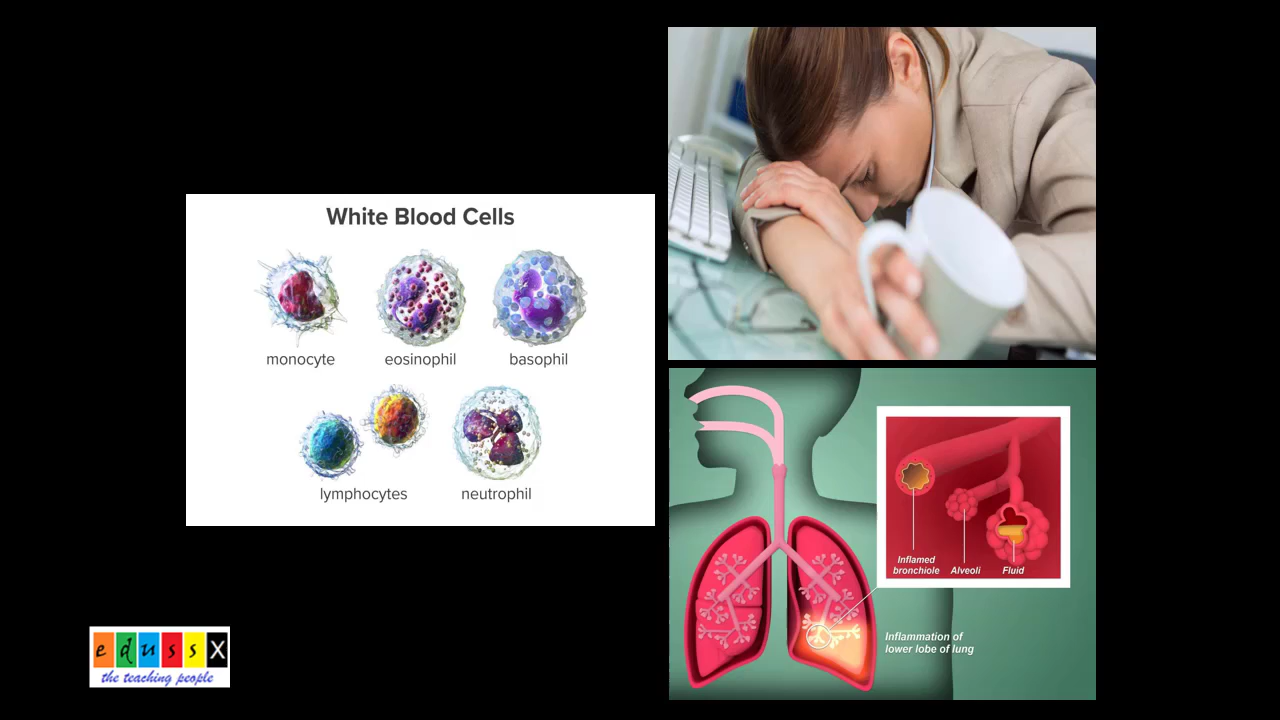 White Blood Cells
monocyte
eosinophil
basophil
lymphocytes
neutrophil
Inflamed
bronchiole
Alveoli
Fluid
Inflammation of
lower lobe of lung
edussX
the teaching people